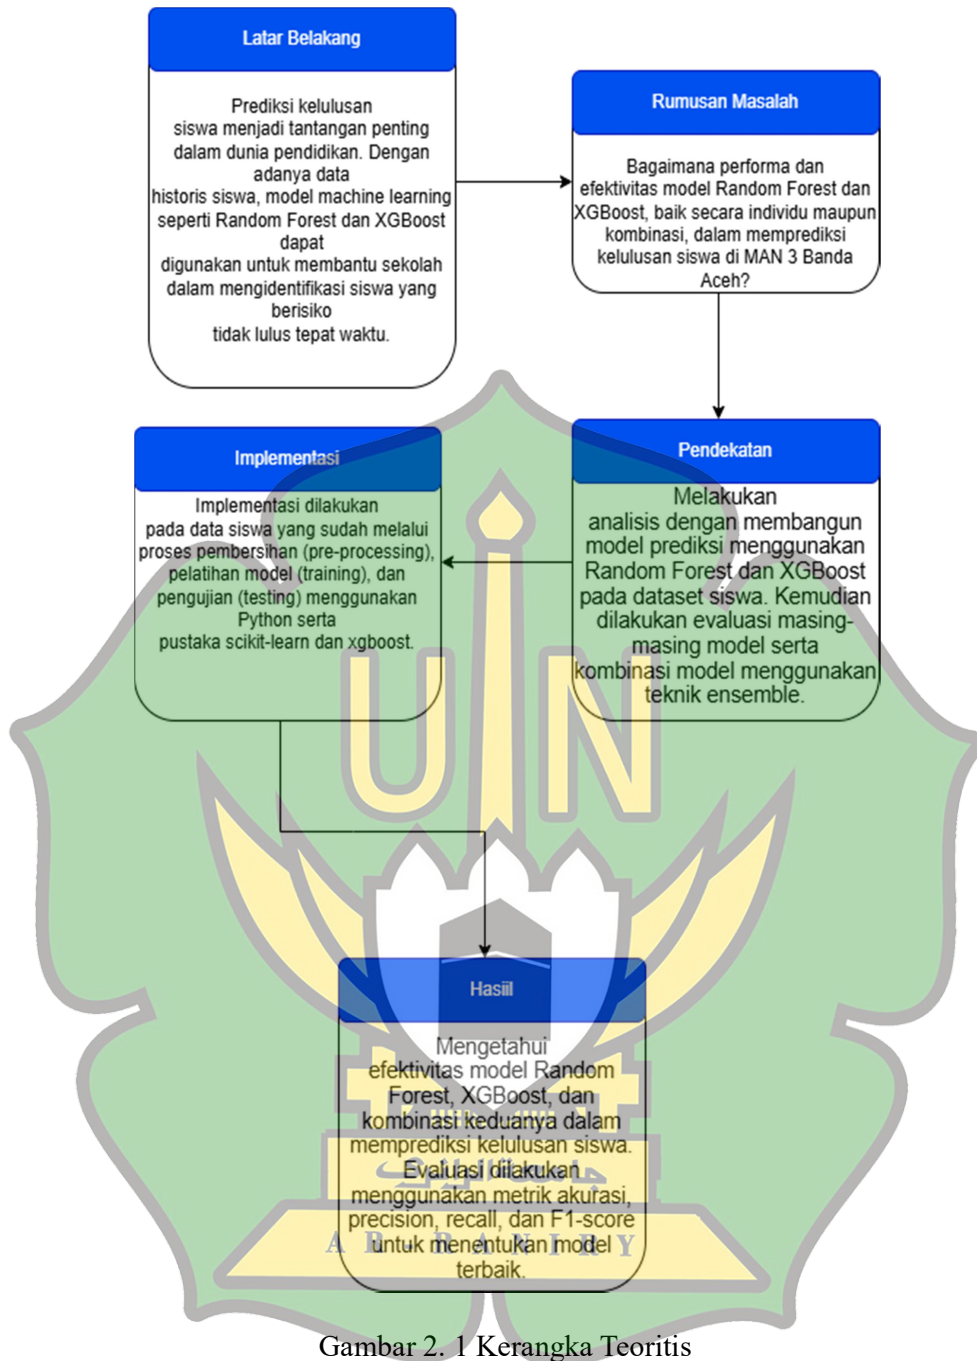 Latar Belakang
Prediksi kelulusan
siswa menjadi tantangan penting
dalam dunia pendidikan. Dengan
adanya data
historis siswa, model machine learning
seperti Random Forest dan XGBoost
dapat
digunakan untuk membantu sekolah
dalam mengidentifikasi siswa yang
berisiko
tidak lulus tepat waktu.
Rumusan Masalah
Bagaimana performa dan
efektivitas model Random Forest dan
XGBoost, baik secara individu maupun
kombinasi, dalam memprediksi
kelulusan siswa di MAN 3 Banda
Aceh?
Pendekatan
Melakukan
analisis dengan membangun
model prediksi menggunakan
Random Forest dan XGBoost
pada dataset siswa. Kemudian
dilakukan evaluasi masing-
masing model serta
kombinasi model menggunakan
teknik ensemble.
Implementasi
Implementasi dilakukan
pada data siswa yang sudah melalui
proses pembersihan (pre-processing),
pelatihan model (training), dan
pengujian (testing) menggunakan
Python serta
pustaka scikit-learn dan xgboost.
UIN
Hasiil
Mengetahui
efektivitas model Random
Forest, XGBoost, dan
kombinasi keduanya dalam
memprediksi kelulusan siswa.
Evaluasi dilakukan
menggunakan metrik akurasi,
precision, recall, dan F1-score
untuk menentukan model
terbaik.
جامعة الرانري
AR-RANIRY
Gambar 2. 1 Kerangka Teoritis